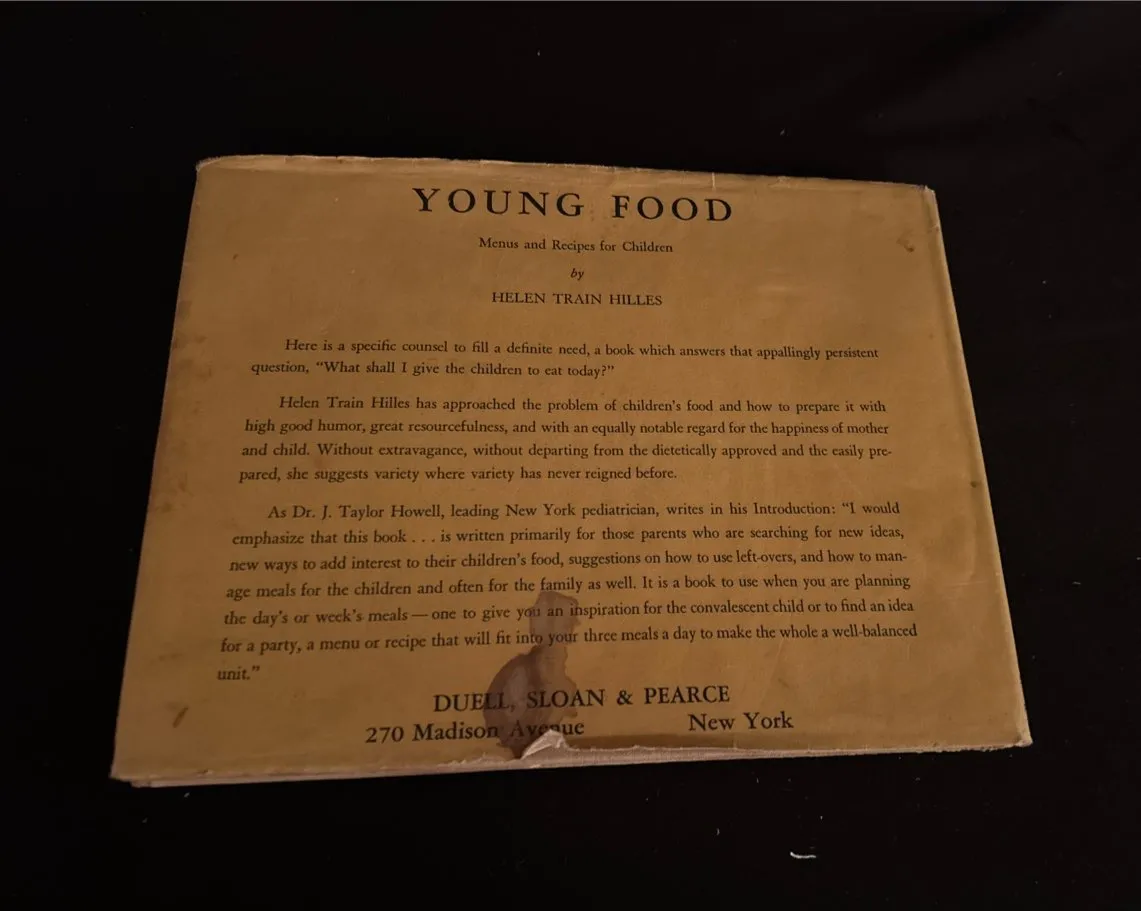 YOUNG FOOD
Menus and Recipes for Children
by
HELEN TRAIN HILLES
Here is a specific counsel to fill a definite need, a book which answers that appallingly persistent
question, "What shall I give the children to eat today?"
Helen Train Hilles has approached the problem of children's food and how to prepare it with
high good humor, great resourcefulness, and with an equally notable regard for the happiness of mother
and child. Without extravagance, without departing from the dietetically approved and the easily pre-
pared, she suggests variety where variety has never reigned before.
As Dr. J. Taylor Howell, leading New York pediatrician, writes in his Introduction: "I would
emphasize that this book . . . is written primarily for those parents who are searching for new ideas,
new ways to add interest to their children's food, suggestions on how to use left-overs, and how to man-
age meals for the children and often for the family as well. It is a book to use when you are planning
the day's or week's meals — one to give you an inspiration for the convalescent child or to find an idea
for a party, a menu or recipe that will fit into your three meals a day to make the whole a well-balanced
unit."
DUELL, SLOAN & PEARCE
270 Madison Avenue New York